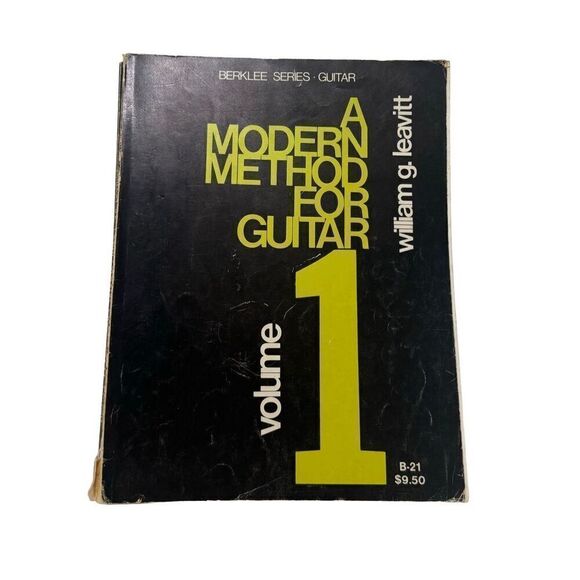 BERKLEE SERIES · GUITAR
A
MODERN
METHOD
FOR
GUITAR
william g. leavitt
volume
1
B-21
$9.50